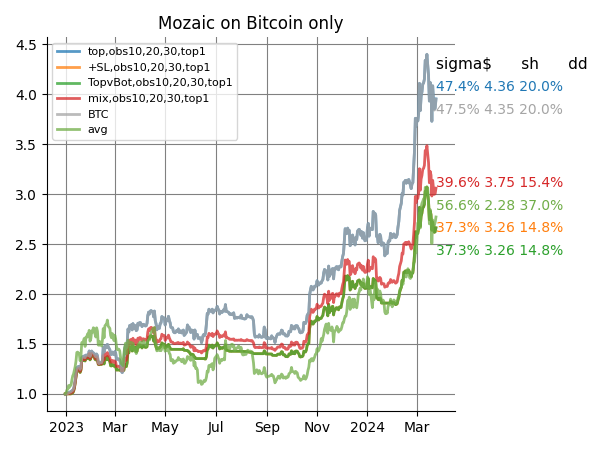 Mozaic on Bitcoin only
4.5
4.0
3.5
3.0
2.5
2.0
1.5
1.0
top,obs10,20,30,top1
+SL,obs10,20,30,top1
TopvBot,obs10,20,30,top1
mix,obs10,20,30,top1
BTC
avg
sigma$ sh dd
47.4% 4.36 20.0%
47.5% 4.35 20.0%
39.6% 3.75 15.4%
56.6% 2.28 37.0%
37.3% 3.26 14.8%
37.3% 3.26 14.8%
2023 Mar May Jul Sep Nov 2024 Mar